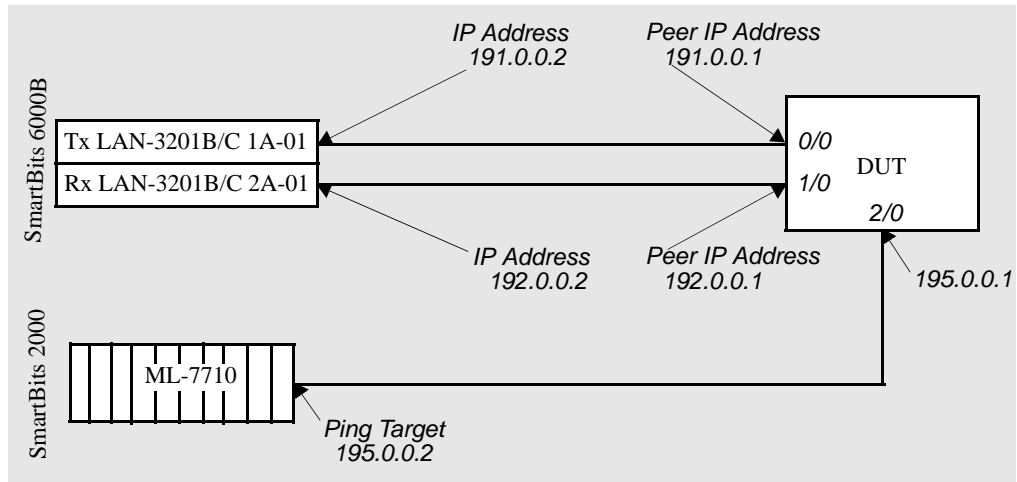 SmartBits 6000B
IP Address
191.0.0.2
Peer IP Address
191.0.0.1
Tx LAN-3201B/C 1A-01
Rx LAN-3201B/C 2A-01
0/0
1/0
DUT
2/0
IP Address
192.0.0.2
Peer IP Address
192.0.0.1
195.0.0.1
SmartBits 2000
ML-7710
Ping Target
195.0.0.2